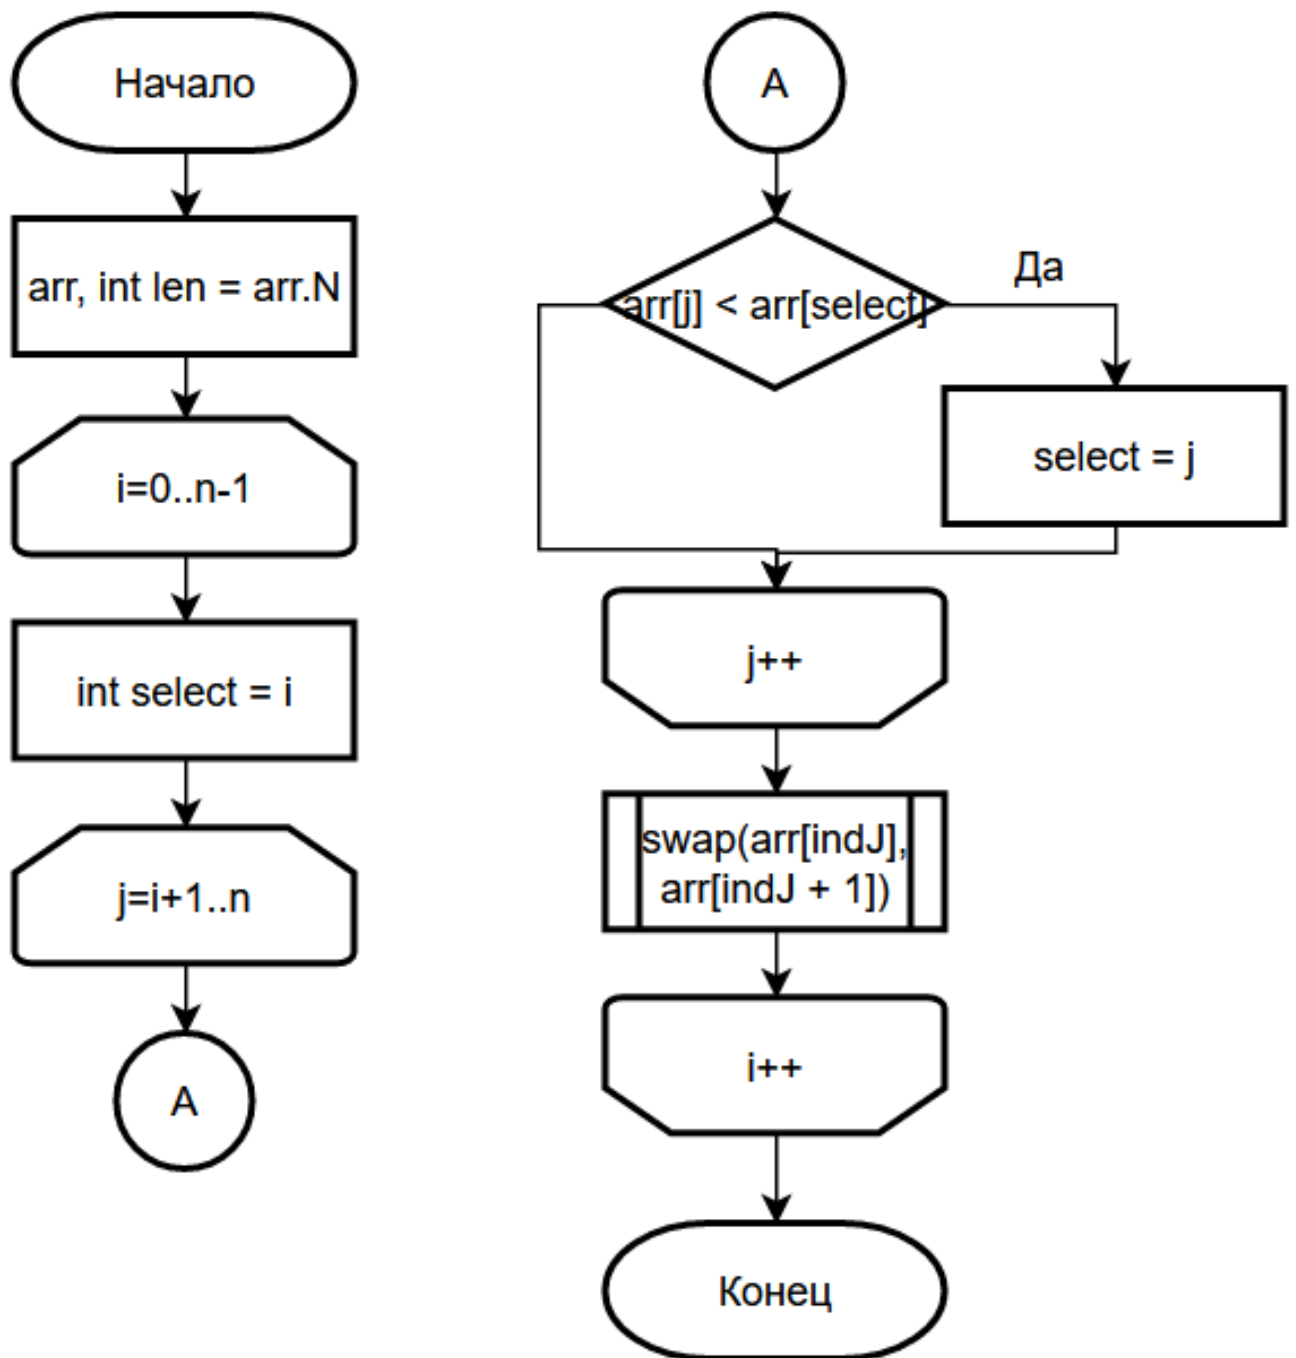 Начало
arr, int len = arr.N
i=0..n-1
int select = i
j=i+1..n
A
A
arr[j] < arr[select]
Да
select = j
j++
swap(arr[indJ],
arr[indJ + 1])
i++
Конец